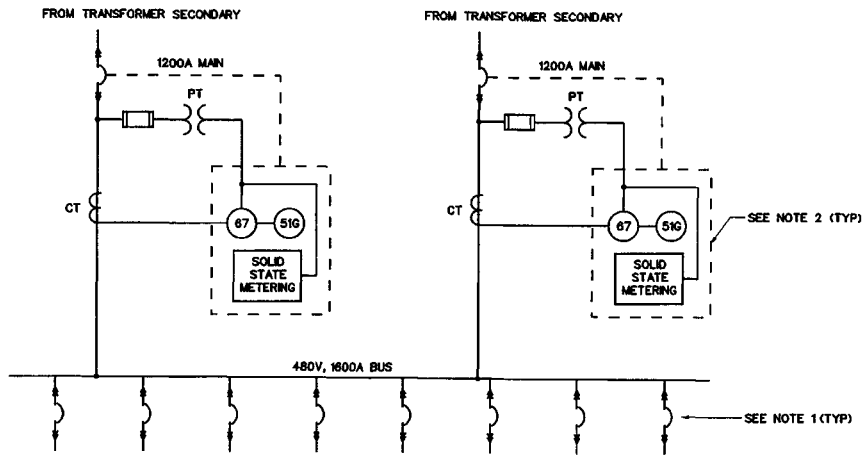 FROM TRANSFORMER SECONDARY
FROM TRANSFORMER SECONDARY
1200A MAIN
1200A MAIN
PT
PT
CT
CT
67
51G
67
51G
SEE NOTE 2 (TYP)
SOLID
STATE
METERING
SOLID
STATE
METERING
480V, 1600A BUS
SEE NOTE 1 (TYP)